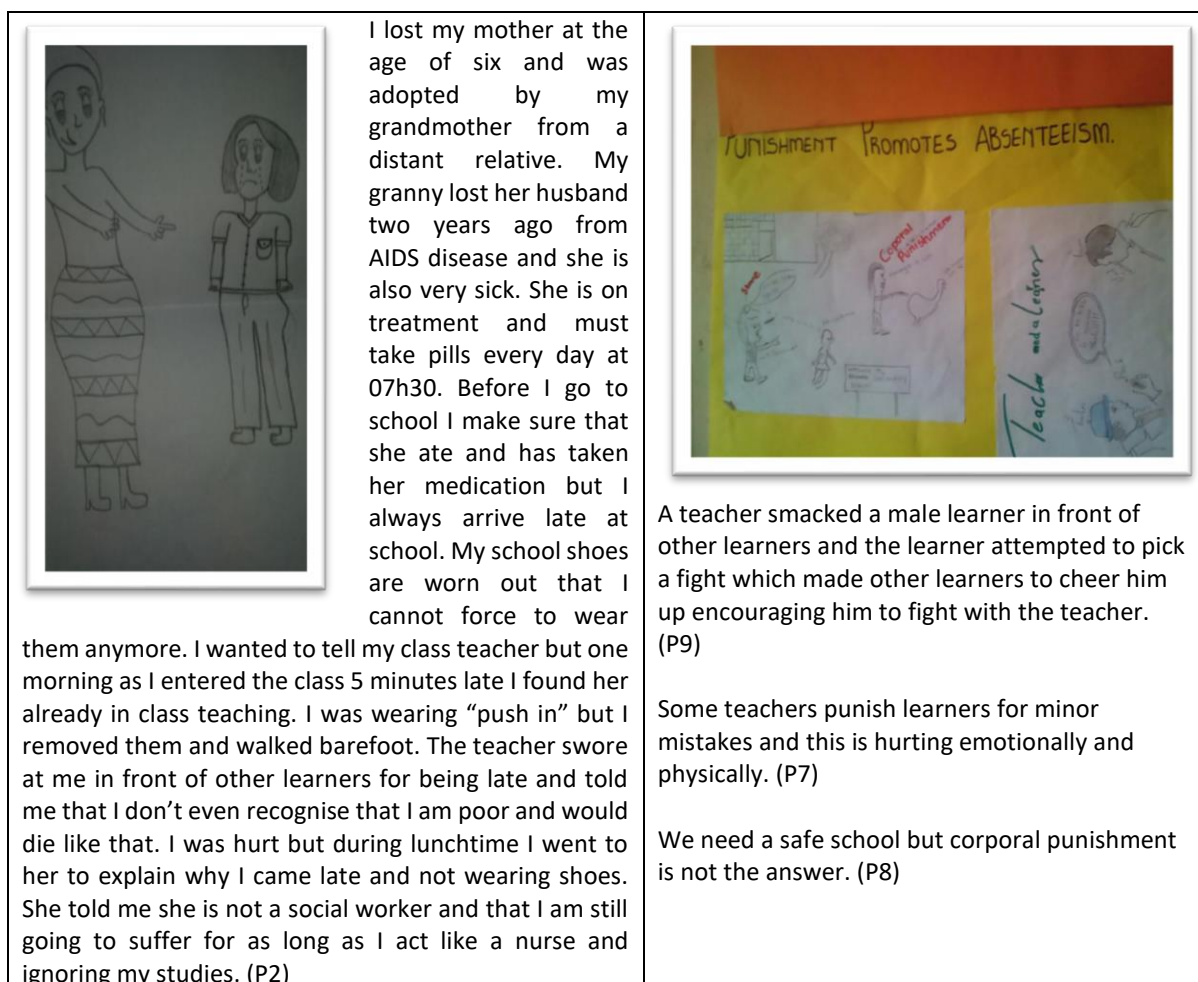 I lost my mother at the
age of six and was
adopted by my
grandmother from a
distant relative. My
granny lost her husband
two years ago from
AIDS disease and she is
also very sick. She is on
treatment and must
take pills every day at
07h30. Before I go to
school I make sure that
she ate and has taken
her medication but I
always arrive late at
school. My school shoes
are worn out that I
cannot force to wear
them anymore. I wanted to tell my class teacher but one
morning as I entered the class 5 minutes late I found her
already in class teaching. I was wearing “push in” but I
removed them and walked barefoot. The teacher swore
at me in front of other learners for being late and told
me that I don’t even recognise that I am poor and would
die like that. I was hurt but during lunchtime I went to
her to explain why I came late and not wearing shoes.
She told me she is not a social worker and that I am still
going to suffer for as long as I act like a nurse and
ignoring my studies. (P2)
PUNISHMENT PROMOTES ABSENTEEISM.
Coporal
Punishment
Teacher and a Learner
A teacher smacked a male learner in front of
other learners and the learner attempted to pick
a fight which made other learners to cheer him
up encouraging him to fight with the teacher.
(P9)
Some teachers punish learners for minor
mistakes and this is hurting emotionally and
physically. (P7)
We need a safe school but corporal punishment
is not the answer. (P8)